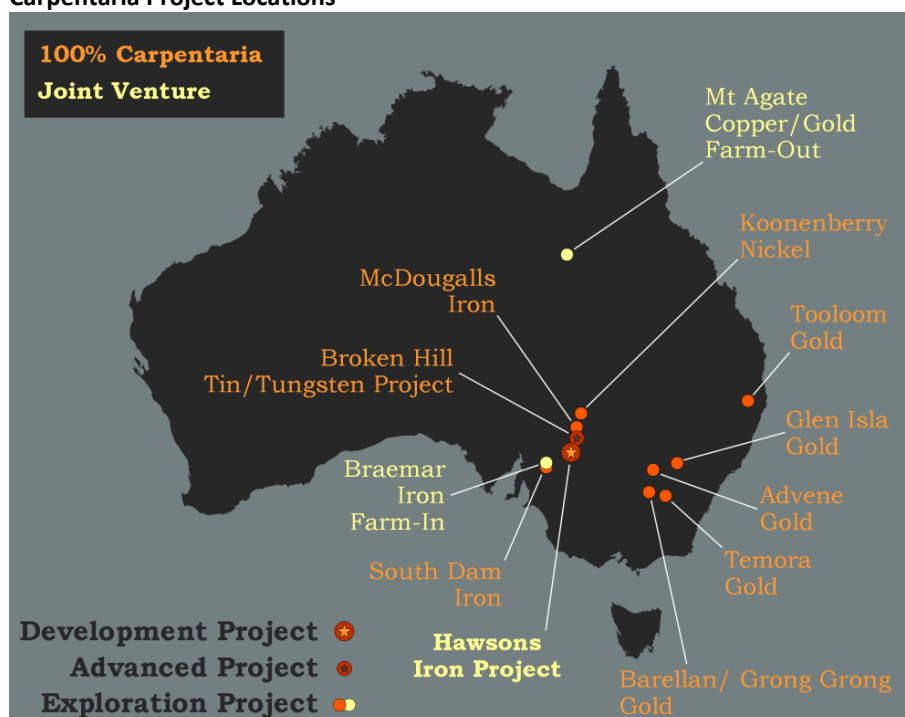 Carpentaria Project Locations
100% Carpentaria
Joint Venture
Mt Agate
Copper/Gold
Farm-Out
Koonenberry
Nickel
McDougalls
Iron
Tooloom
Gold
Broken Hill
Tin/Tungsten Project
Glen Isla
Gold
Braemar
Iron
Farm-In
Advene
Gold
South Dam
Iron
Temora
Gold
Hawsons
Iron Project
Barellan/ Grong Grong
Gold
Development Project
Advanced Project
Exploration Project